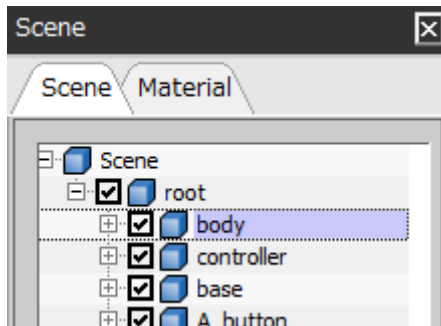 Scene
Scene Material
Scene
root
body
controller
base
A_button